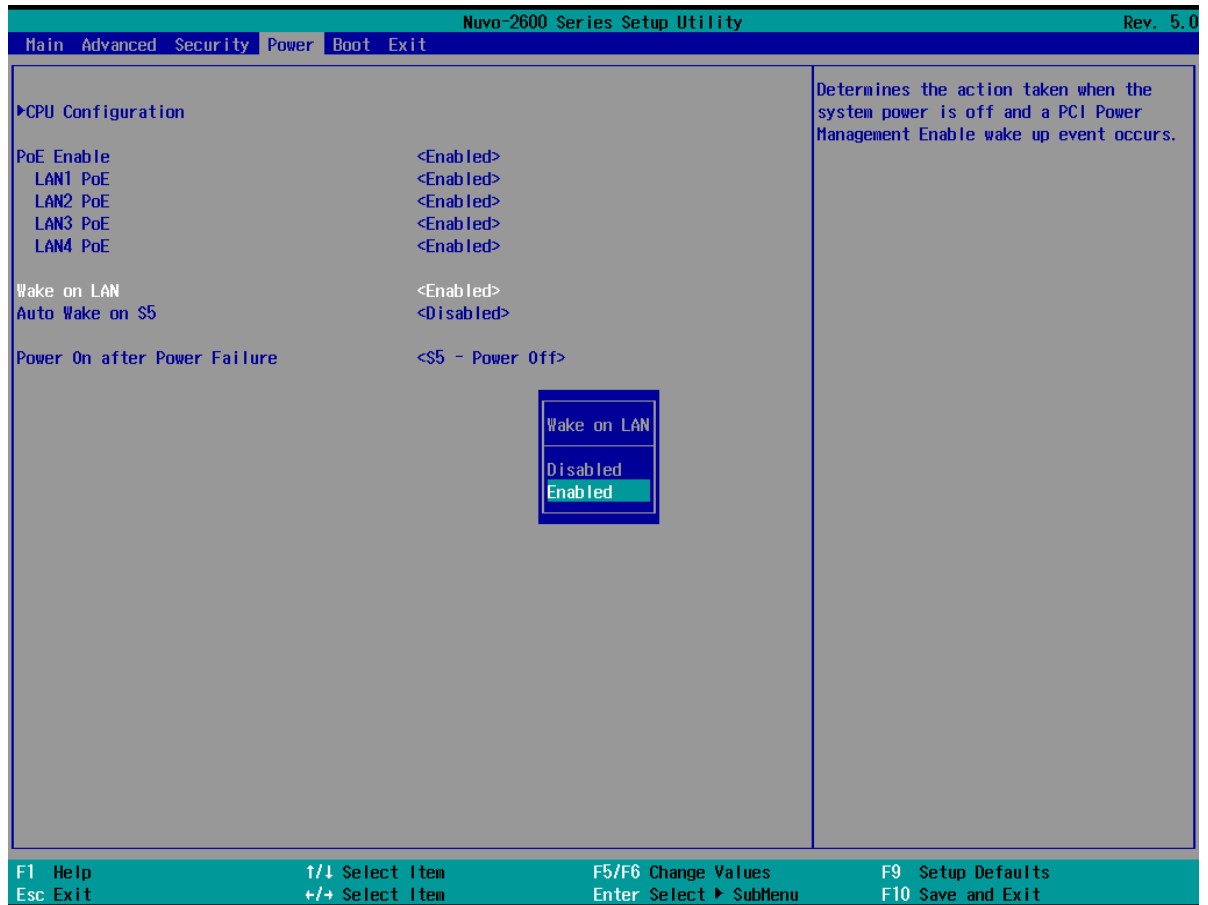 Nuvo-2600 Series Setup Utility Rev. 5.0
Main Advanced Security Power Boot Exit
▶CPU Configuration
PoE Enable <Enabled>
LAN1 PoE <Enabled>
LAN2 PoE <Enabled>
LAN3 PoE <Enabled>
LAN4 PoE <Enabled>
Wake on LAN <Enabled>
Auto Wake on S5 <Disabled>
Power On after Power Failure <S5 - Power Off>
Wake on LAN
Disabled
Enabled
Determines the action taken when the
system power is off and a PCI Power
Management Enable wake up event occurs.
F1 Help ↑/↓ Select Item F5/F6 Change Values F9 Setup Defaults
Esc Exit ←/→ Select Item Enter Select ▶ SubMenu F10 Save and Exit